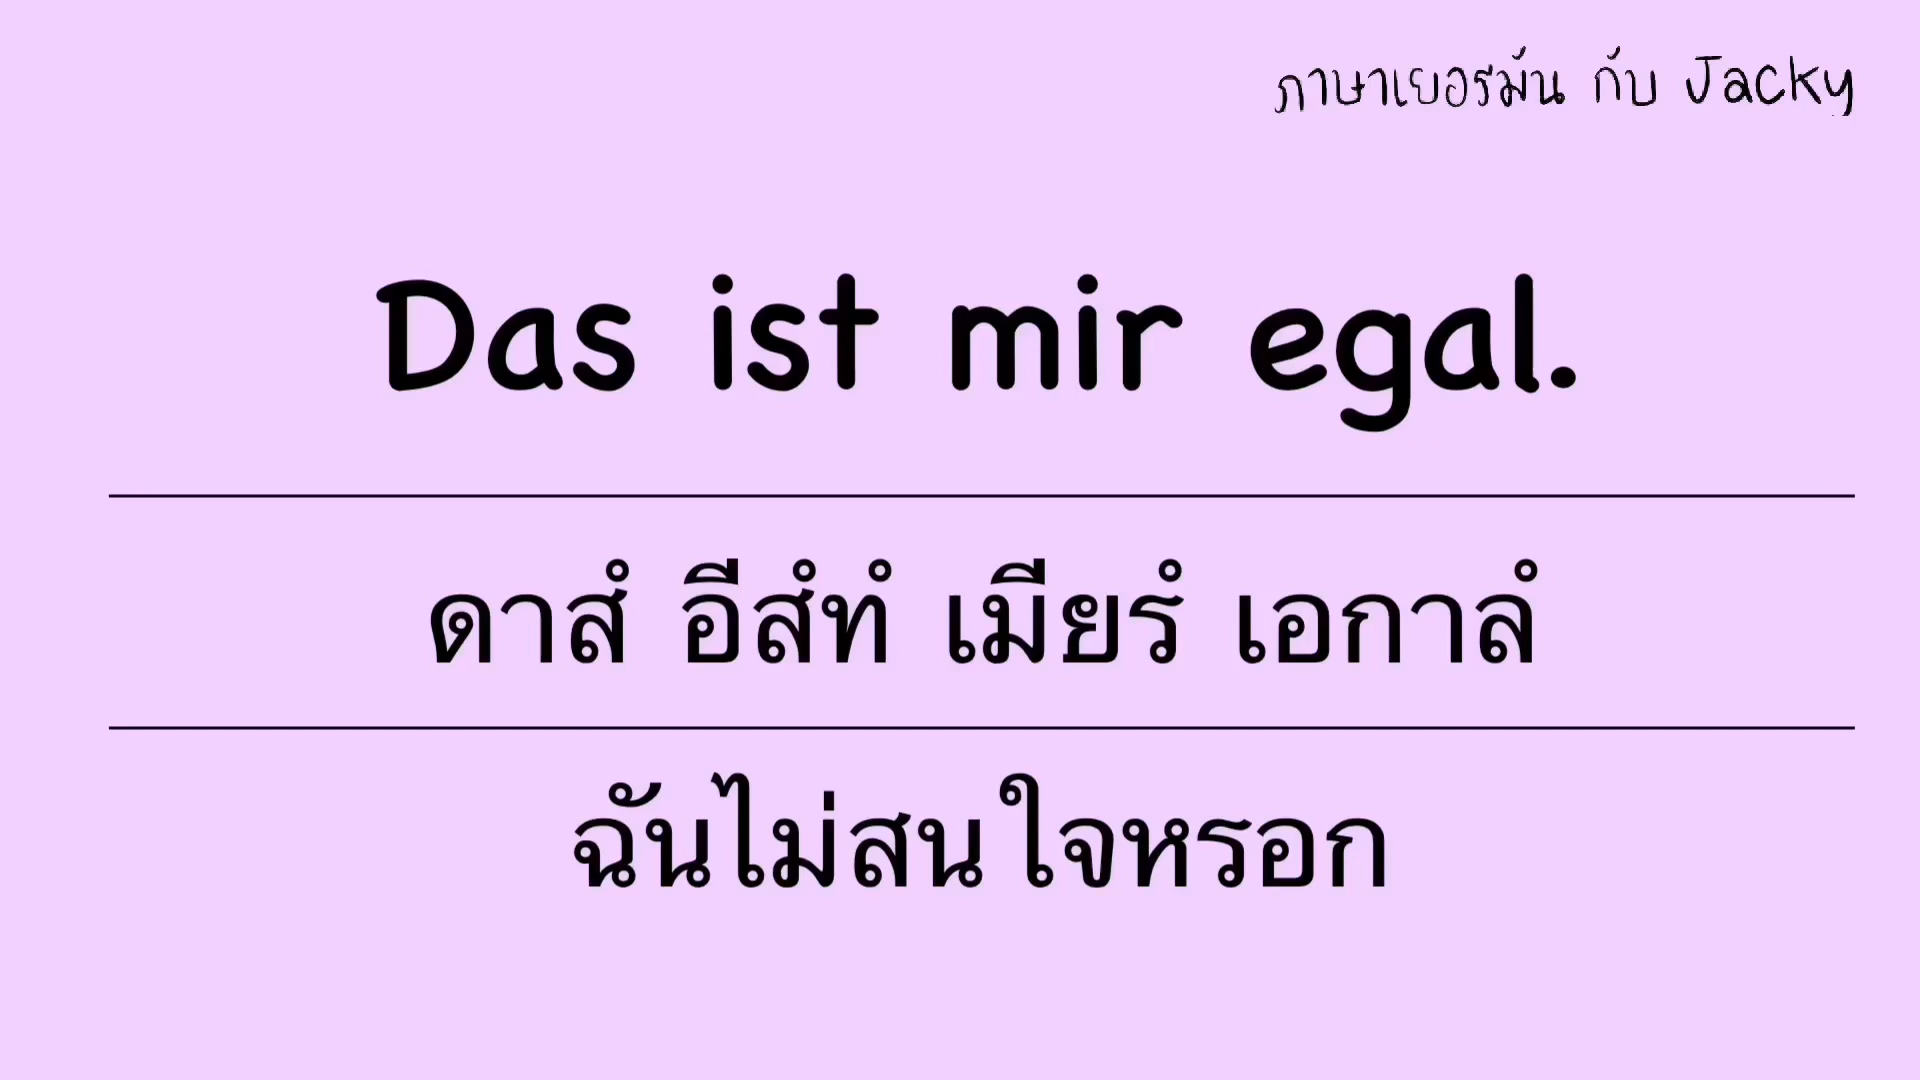 ภาษาเยอรมัน กับ Jacky
Das ist mir egal.
ดาสํ อีสํทํ เมียรํ เอกาลํ
ฉันไม่สนใจหรอก